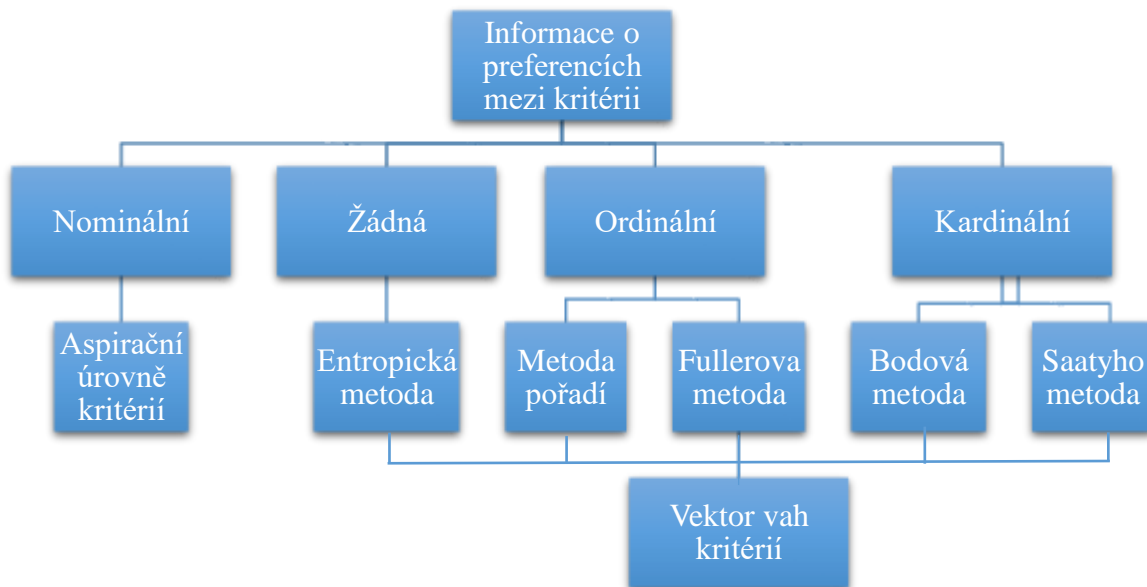 Informace o
preferencích
mezi kritérii
Nominální
Žádná
Ordinální
Kardinální
Aspirační
úrovně
kritérií
Entropická
metoda
Metoda
pořadí
Fullerova
metoda
Bodová
metoda
Saatyho
metoda
Vektor vah
kritérií